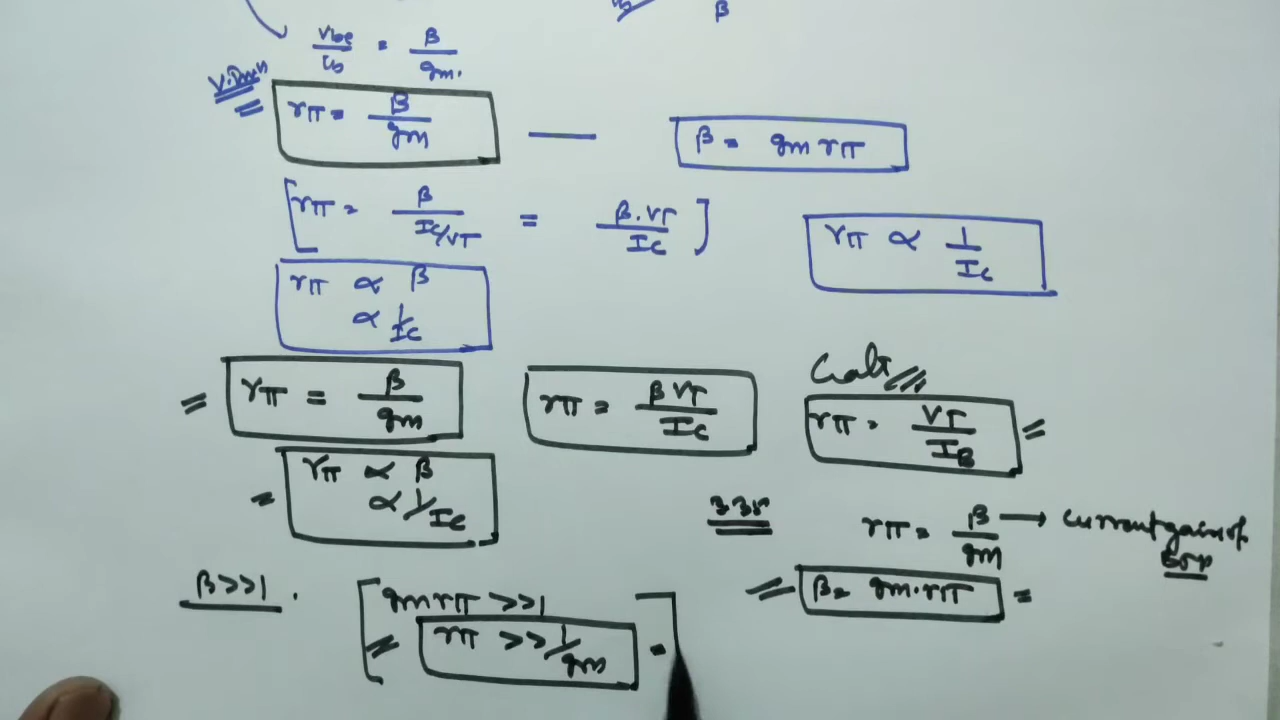 β
Vbe/ib = β/gm.
rπ = β/gm — β = gm rπ
[rπ = β/(Ic/VT) = β.VT/Ic]
rπ ∝ 1/Ic
rπ ∝ β
∝ 1/Ic
= rπ = β/gm
rπ = βVT/Ic
rπ = VT/IB =
= rπ ∝ β
∝ 1/Ic
rπ = β/gm → current gain of
β>>1.
[gm rπ >>1
= rπ >> 1/gm = ]
= β = gm.rπ =